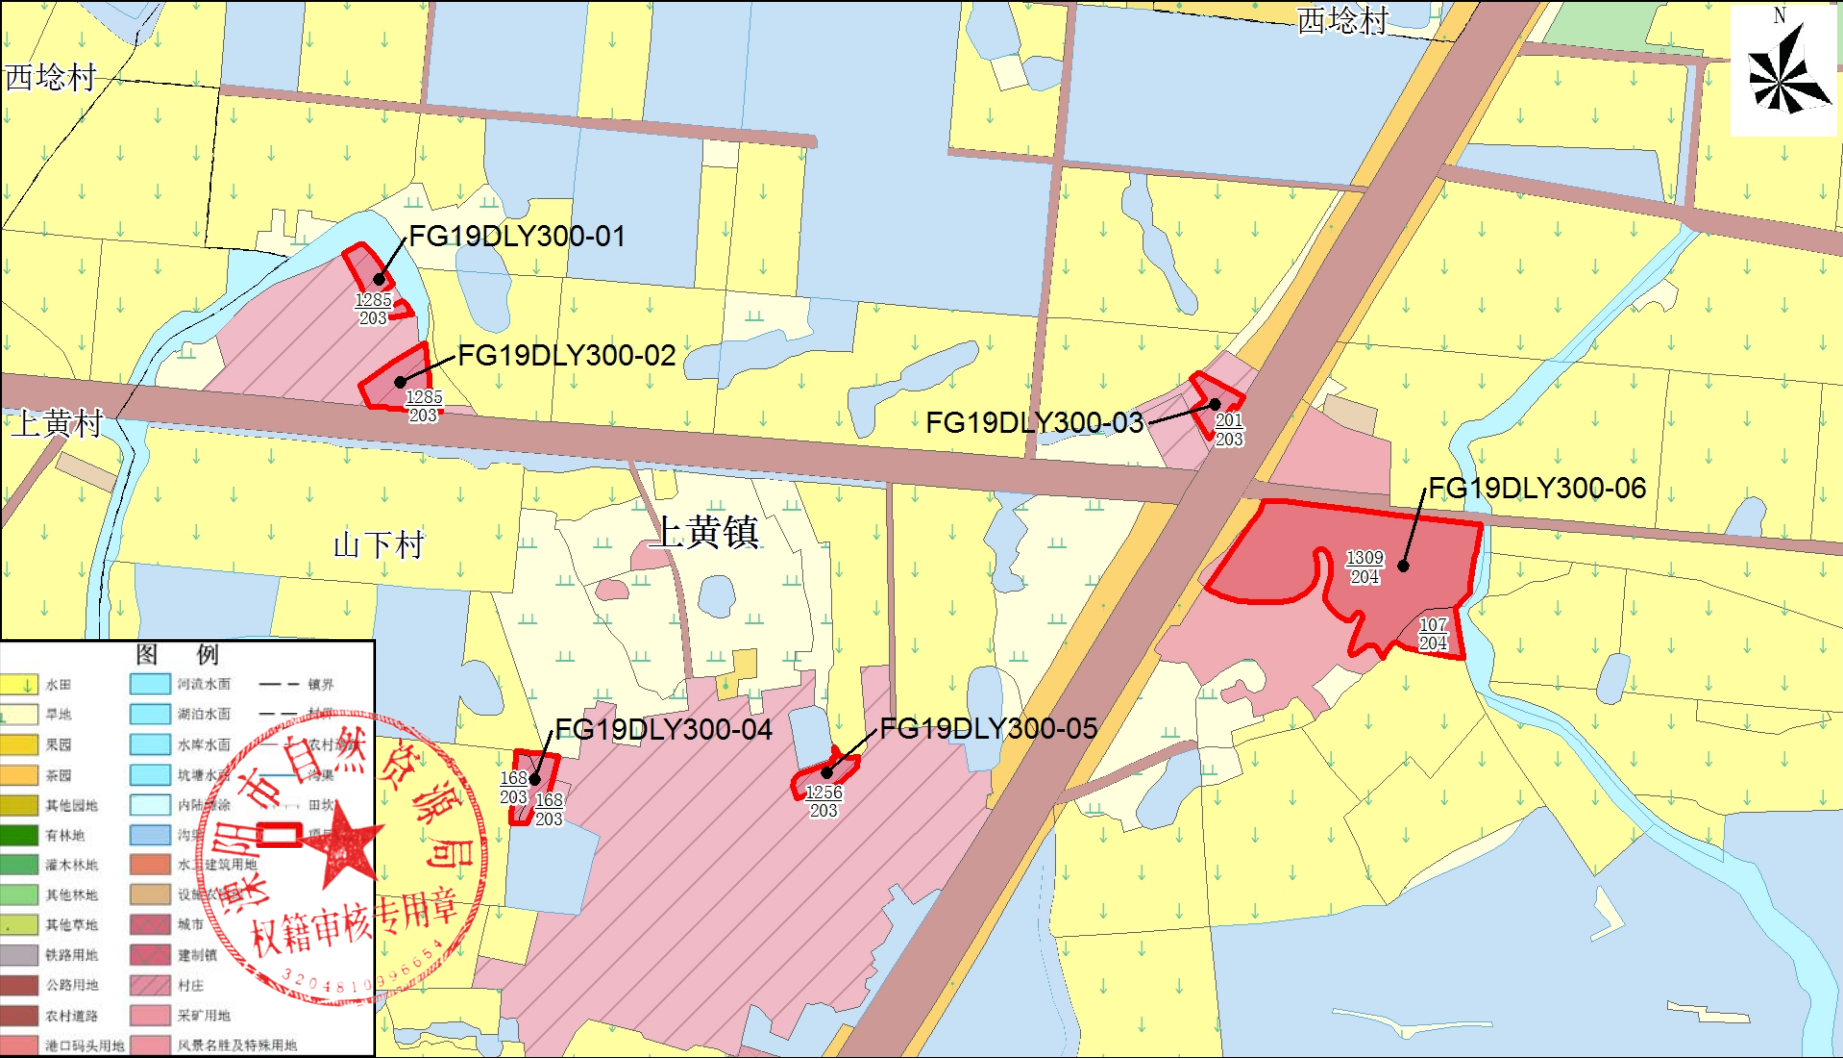 西埝村
N
西埝村
FG19DLY300-01
1285
203
FG19DLY300-02
1285
203
上黄村
FG19DLY300-03
201
203
FG19DLY300-06
1309
204
107
204
山下村
上黄镇
FG19DLY300-04
168
203
168
203
FG19DLY300-05
1256
203
图 例
水田 河流水面 镇界
旱地 湖泊水面 村界
果园 水库水面 农村道路
茶园 坑塘水面 沟渠
其他园地 内陆滩涂 田坎
有林地
灌木林地 水工建筑用地
其他林地
其他草地 城市
铁路用地 建制镇
公路用地 村庄
农村道路 采矿用地
港口码头用地 风景名胜及特殊用地
溧阳市自然资源局
权籍审核专用章
3204810996654